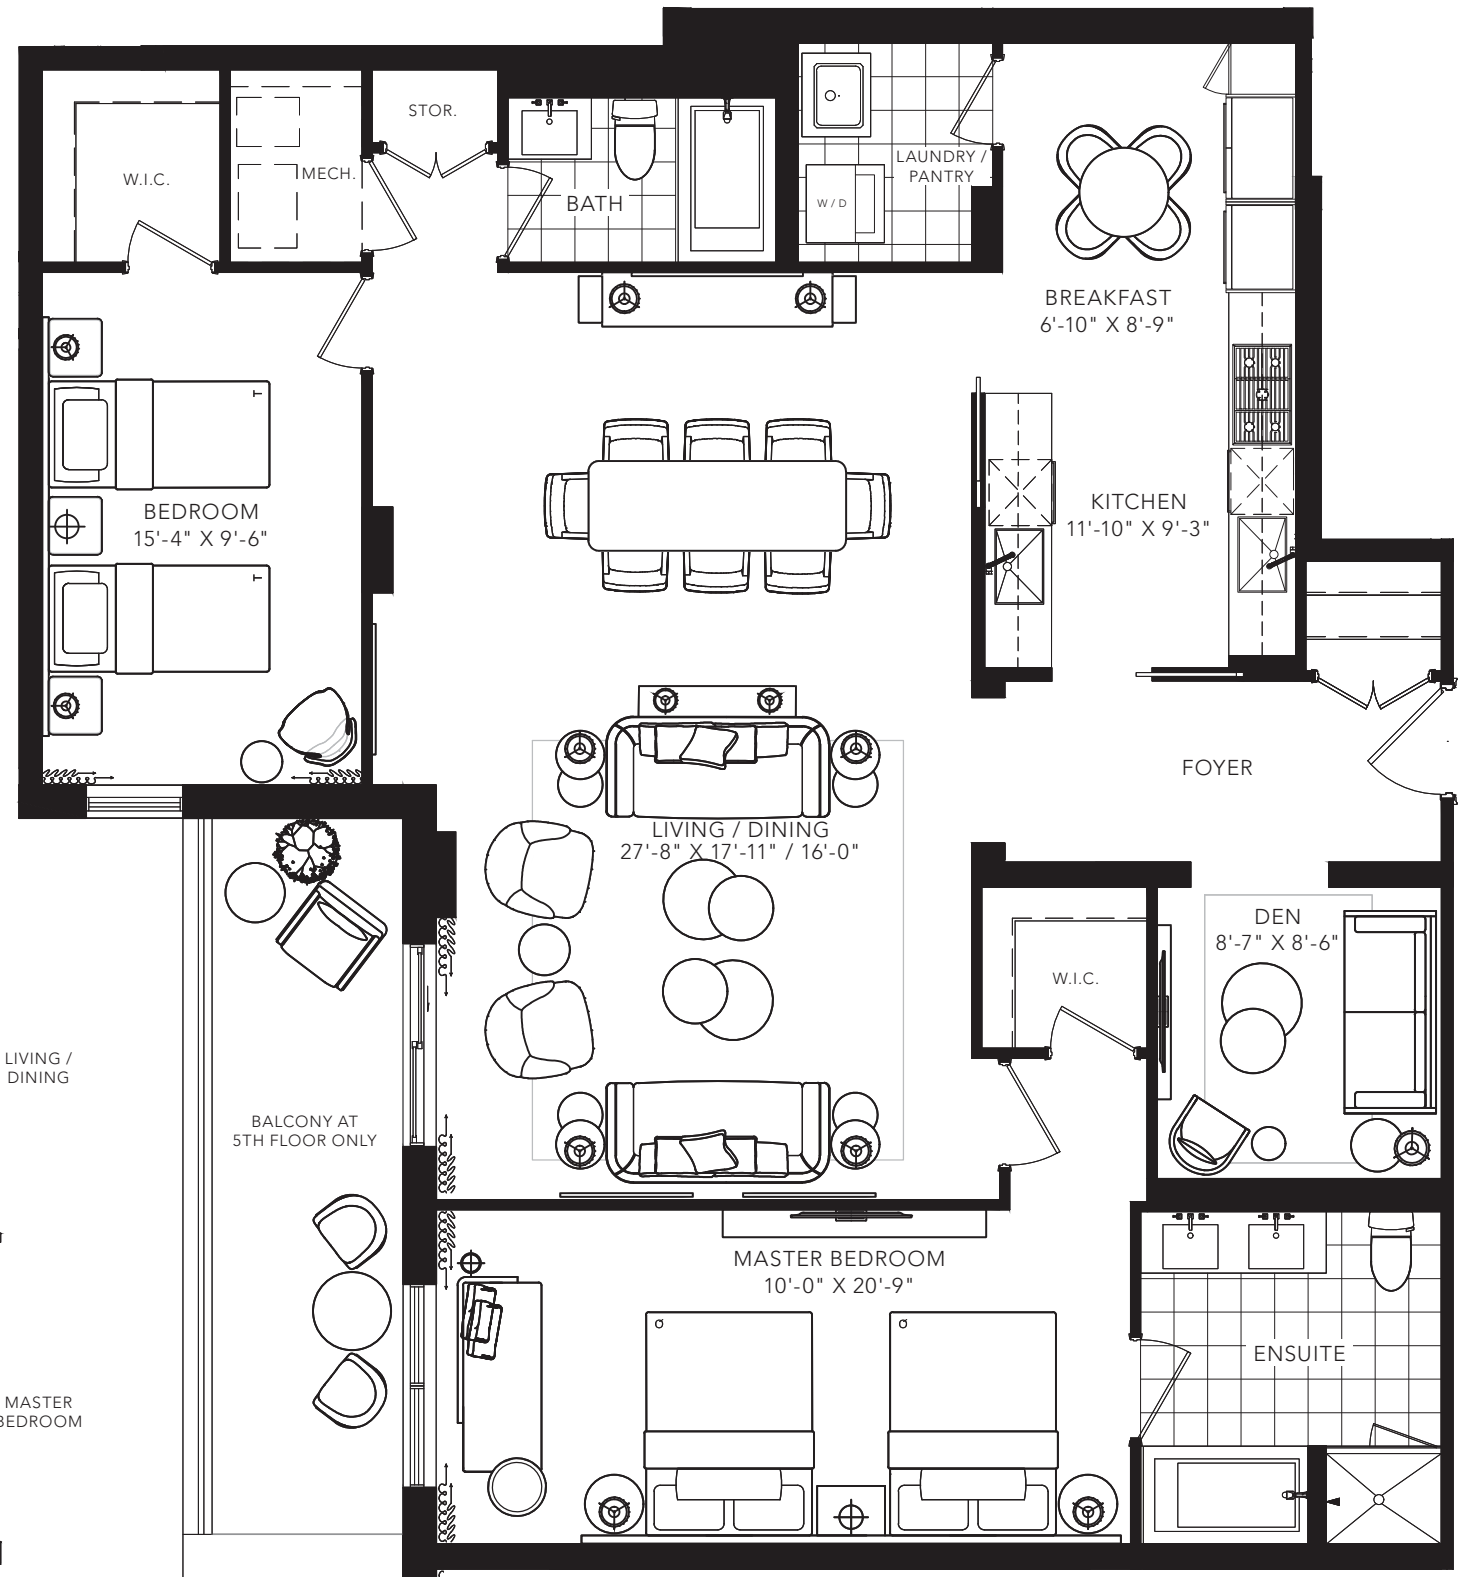 STOR.
W.I.C.
MECH.
BATH
LAUNDRY /
PANTRY
W / D
BREAKFAST
6'-10" X 8'-9"
BEDROOM
15'-4" X 9'-6"
KITCHEN
11'-10" X 9'-3"
FOYER
LIVING / DINING
27'-8" X 17'-11" / 16'-0"
DEN
8'-7" X 8'-6"
W.I.C.
LIVING /
DINING
BALCONY AT
5TH FLOOR ONLY
MASTER BEDROOM
10'-0" X 20'-9"
ENSUITE
MASTER
BEDROOM